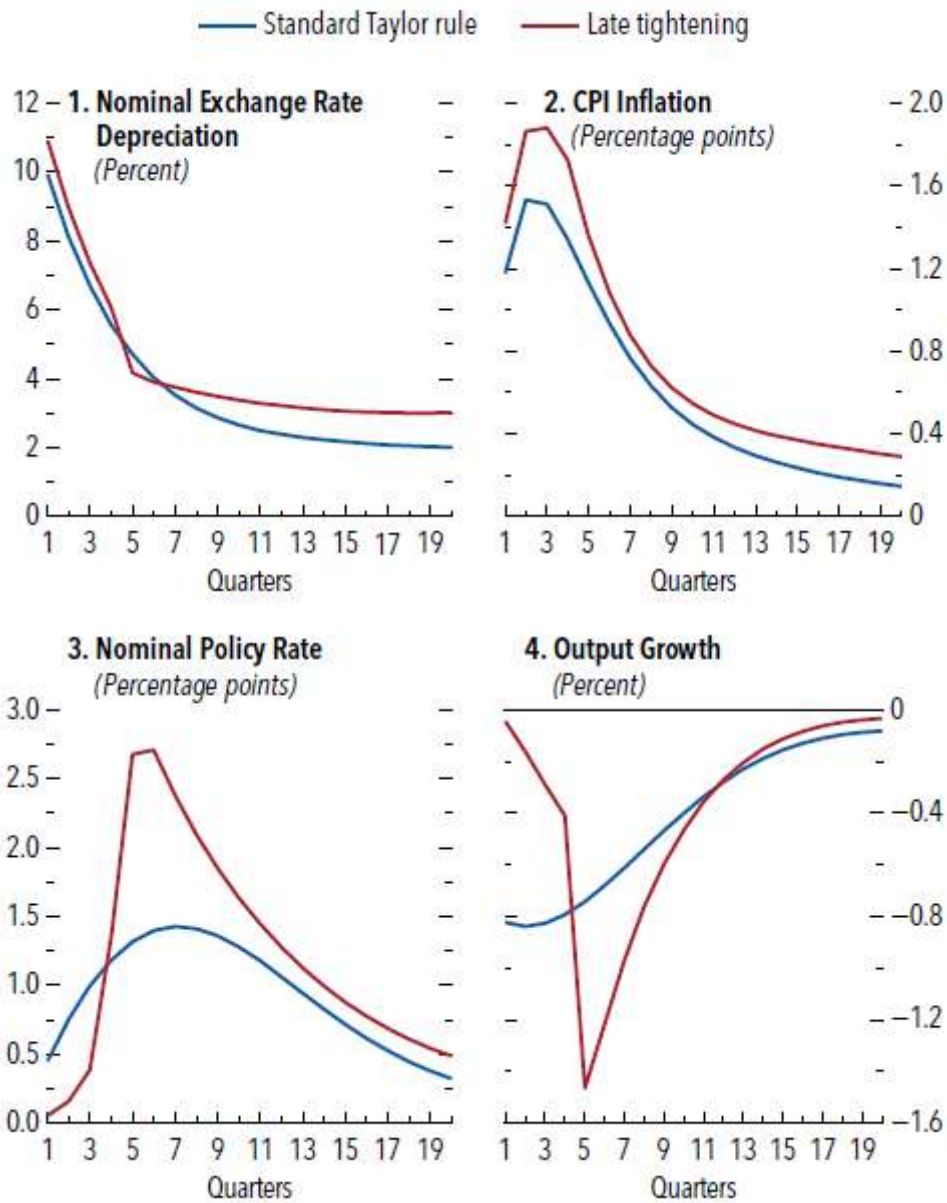 Standard Taylor rule Late tightening
1. Nominal Exchange Rate
Depreciation
(Percent)
12
10
8
6
4
2
0
1 3 5 7 9 11 13 15 17 19
Quarters
2. CPI Inflation
(Percentage points)
2.0
1.6
1.2
0.8
0.4
0
1 3 5 7 9 11 13 15 17 19
Quarters
3. Nominal Policy Rate
(Percentage points)
3.0
2.5
2.0
1.5
1.0
0.5
0.0
1 3 5 7 9 11 13 15 17 19
Quarters
4. Output Growth
(Percent)
0
−0.4
−0.8
−1.2
−1.6
1 3 5 7 9 11 13 15 17 19
Quarters